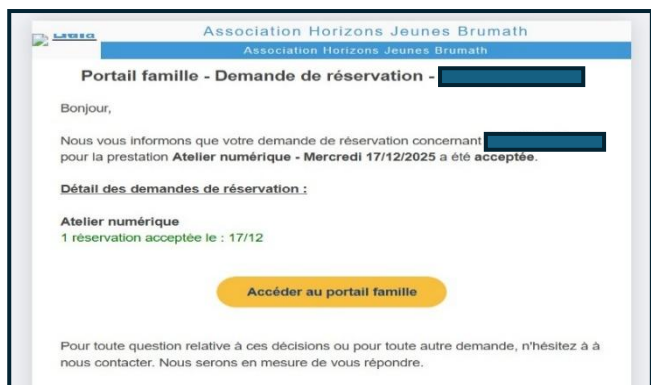 Association Horizons Jeunes Brumath
Association Horizons Jeunes Brumath
Portail famille - Demande de réservation -
Bonjour,
Nous vous informons que votre demande de réservation concernant
pour la prestation Atelier numérique - Mercredi 17/12/2025 a été acceptée.
Détail des demandes de réservation :
Atelier numérique
1 réservation acceptée le : 17/12
Accéder au portail famille
Pour toute question relative à ces décisions ou pour toute autre demande, n'hésitez à à
nous contacter. Nous serons en mesure de vous répondre.